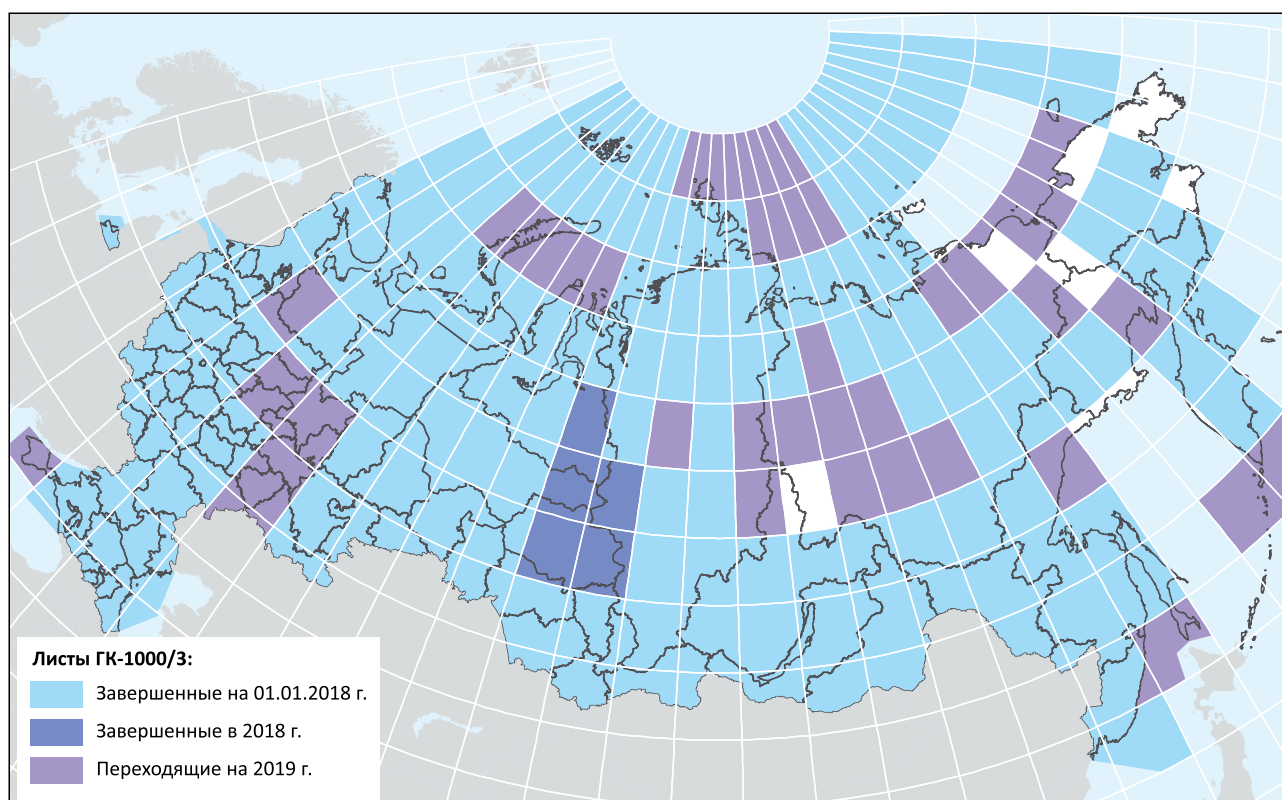 Листы ГК-1000/3:
Завершенные на 01.01.2018 г.
Завершенные в 2018 г.
Переходящие на 2019 г.